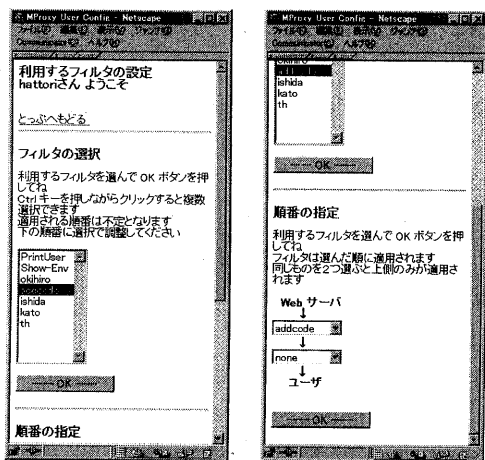 MProxy User Config - Netscape
利用するフィルタの設定
hattoriさん ようこそ
とっぷへもどる
フィルタの選択
利用するフィルタを選んで OK ボタンを押
してね
Ctrl キーを押しながらクリックすると複数
選択できます
適用される順番は不定となります
下の順番に選択で調整してください
PrintUser
Show-Env
okihiro
ishida
kato
th
OK
順番の指定
MProxy User Config - Netscape
ishida
kato
th
OK
順番の指定
利用するフィルタを選んで OK ボタンを押
してね
フィルタは選んだ順に適用されます
同じものを2つ選ぶと上側のみが適用さ
れます
Web サーバ
↓
addcode
↓
none
↓
ユーザ
OK